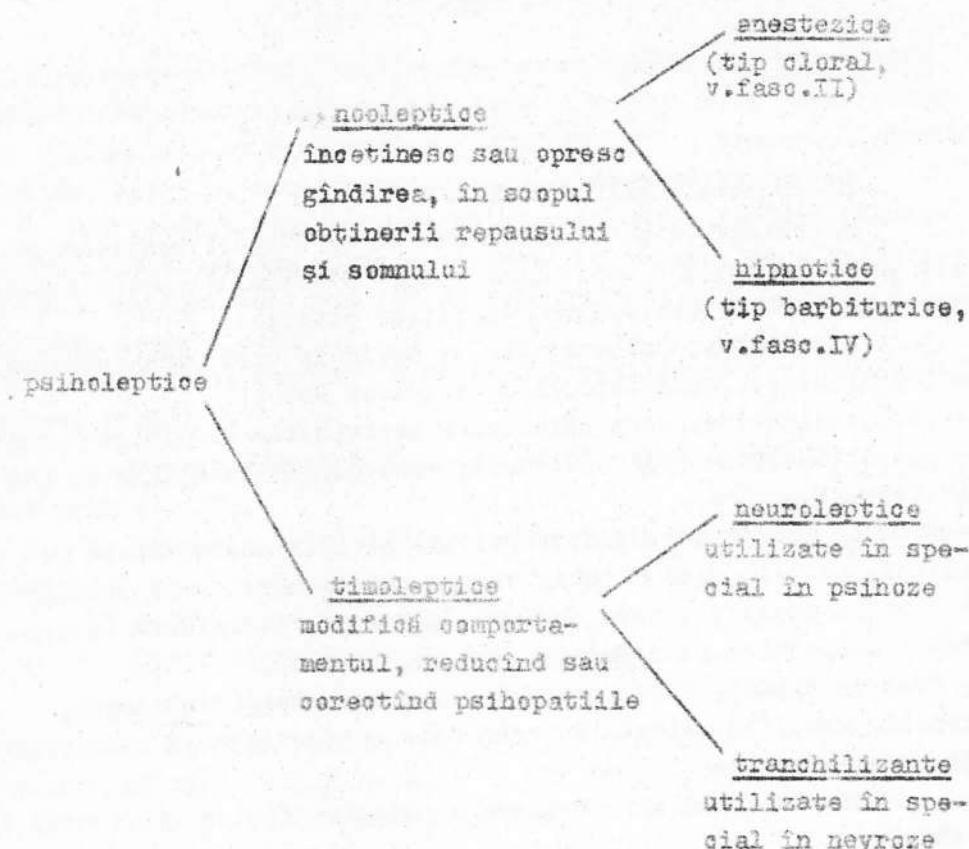 anestezice
(tip cloral,
v.fasc.II)
nooleptice
încetinesc sau opresc
gîndirea, în scopul
obţinerii repausului
şi somnului
hipnotice
(tip barbiturice,
v.fasc.IV)
psiholeptice
neuroleptice
utilizate în spe-
cial în psihoze
timoleptice
modifică comporta-
mentul, reducînd sau
corectînd psihopatiile
tranchilizante
utilizate în spe-
cial în nevroze